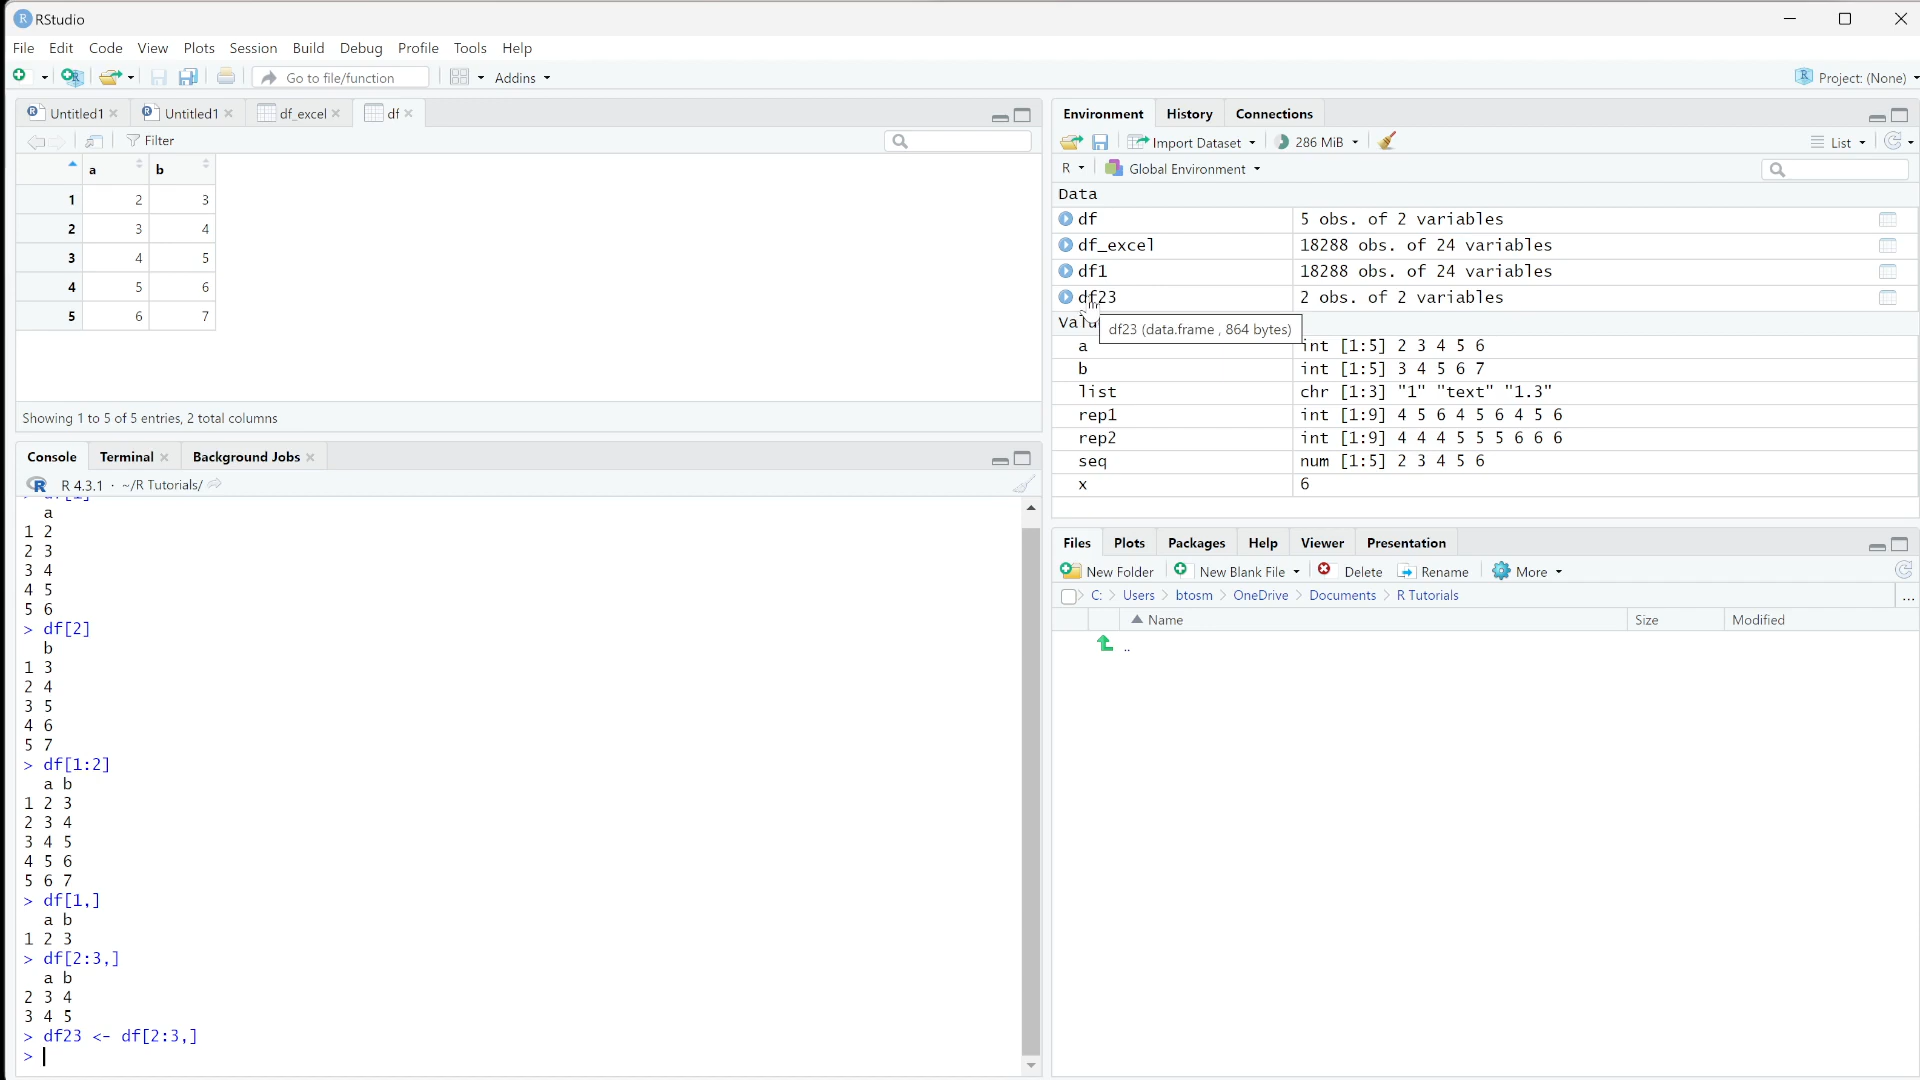 RStudio
File Edit Code View Plots Session Build Debug Profile Tools Help
Go to file/function Addins Project: (None)
Untitled1 Untitled1 df_excel df
Filter
a b
1 2 3
2 3 4
3 4 5
4 5 6
5 6 7
Showing 1 to 5 of 5 entries, 2 total columns
Console Terminal Background Jobs
R 4.3.1 · ~/R Tutorials/
a
1 2
2 3
3 4
4 5
5 6
> df[2]
b
1 3
2 4
3 5
4 6
5 7
> df[1:2]
a b
1 2 3
2 3 4
3 4 5
4 5 6
5 6 7
> df[1,]
a b
1 2 3
> df[2:3,]
a b
2 3 4
3 4 5
> df23 <- df[2:3,]
>
Environment History Connections
Import Dataset 286 MiB List
R Global Environment
Data
df 5 obs. of 2 variables
df_excel 18288 obs. of 24 variables
df1 18288 obs. of 24 variables
df23 2 obs. of 2 variables
df23 (data.frame , 864 bytes)
a int [1:5] 2 3 4 5 6
b int [1:5] 3 4 5 6 7
list chr [1:3] "1" "text" "1.3"
rep1 int [1:9] 4 5 6 4 5 6 4 5 6
rep2 int [1:9] 4 4 4 5 5 5 6 6 6
seq num [1:5] 2 3 4 5 6
x 6
Files Plots Packages Help Viewer Presentation
New Folder New Blank File Delete Rename More
C: > Users > btosm > OneDrive > Documents > R Tutorials ...
Name Size Modified
..